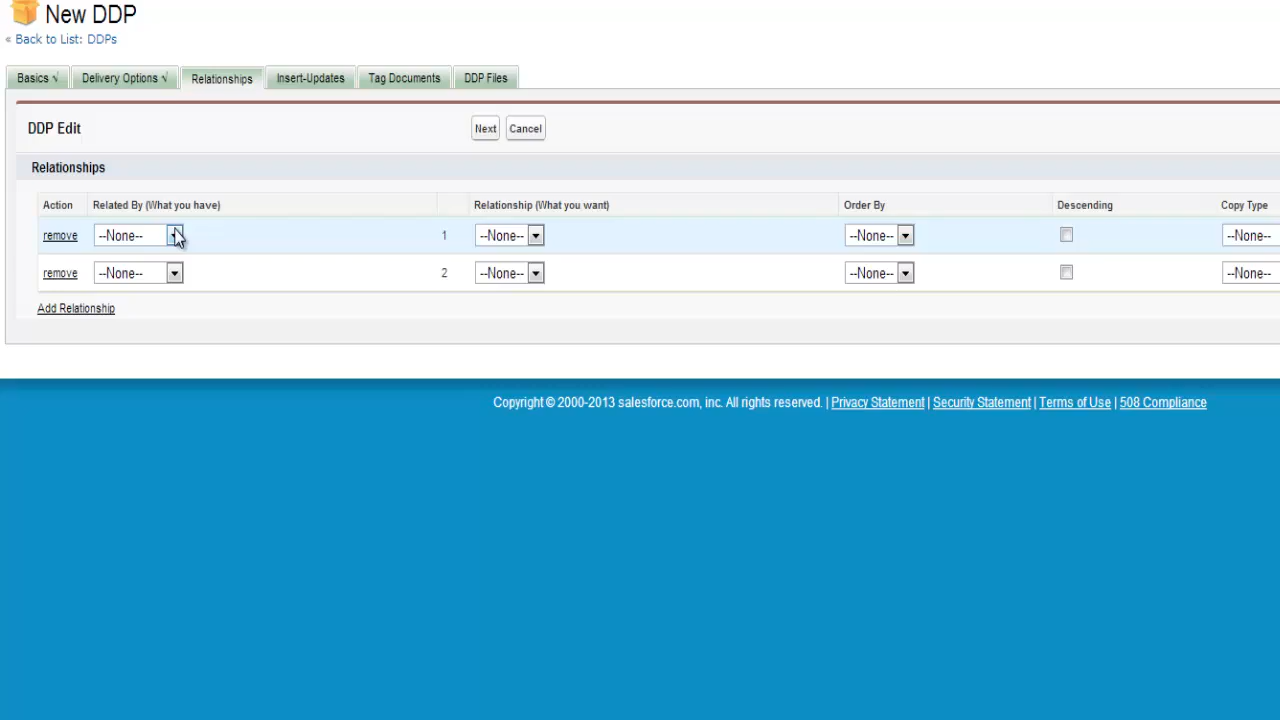 New DDP
« Back to List: DDPs
Basics √ Delivery Options √ Relationships Insert-Updates Tag Documents DDP Files
DDP Edit Next Cancel
Relationships
Action Related By (What you have) Relationship (What you want) Order By Descending Copy Type
remove --None-- 1 --None-- --None-- --None--
remove --None-- 2 --None-- --None-- --None--
Add Relationship
Copyright © 2000-2013 salesforce.com, inc. All rights reserved. | Privacy Statement | Security Statement | Terms of Use | 508 Compliance